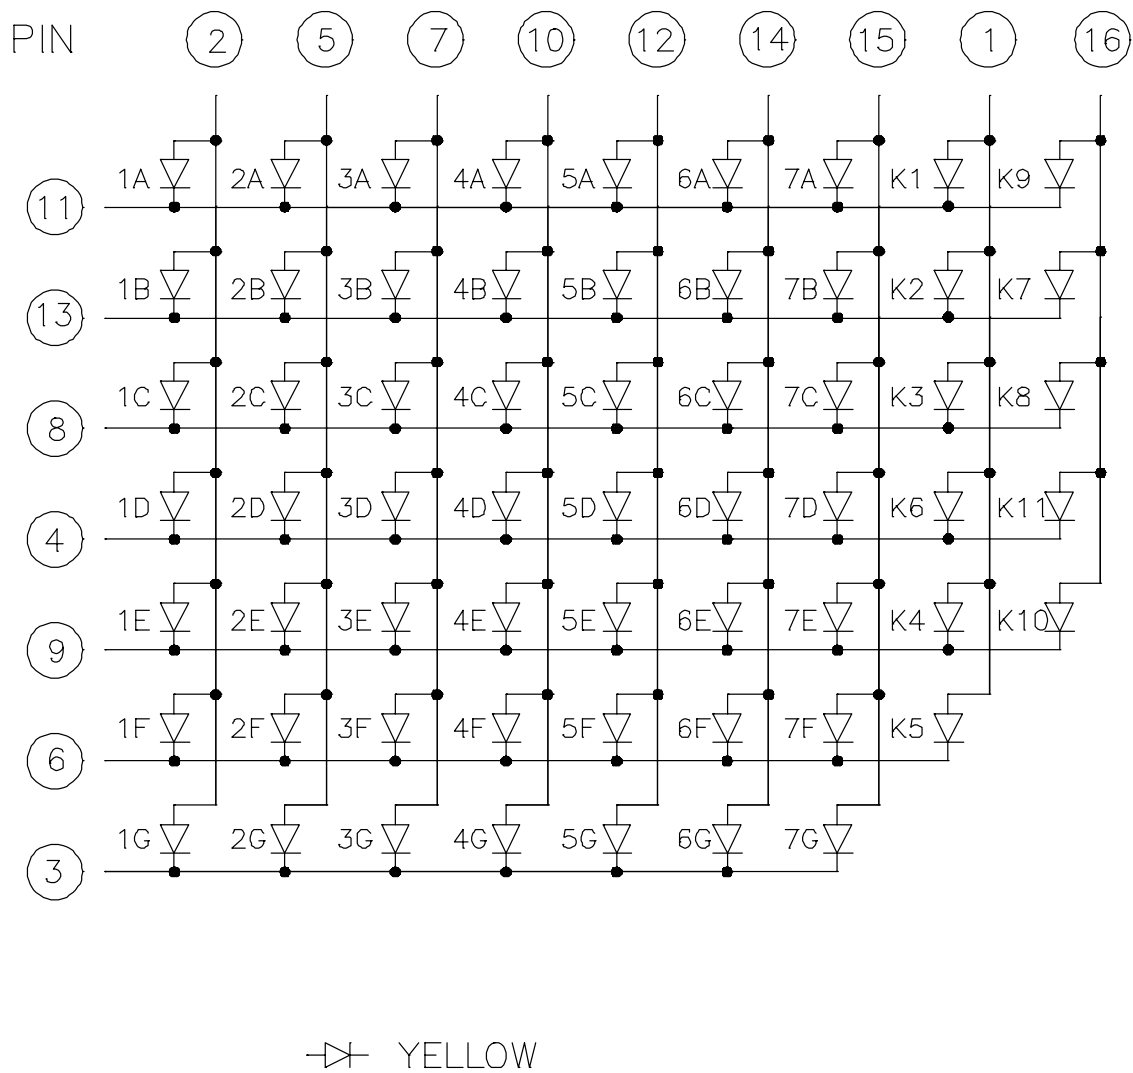 PIN 2 5 7 10 12 14 15 1 16
1A 2A 3A 4A 5A 6A 7A K1 K9
11
1B 2B 3B 4B 5B 6B 7B K2 K7
13
1C 2C 3C 4C 5C 6C 7C K3 K8
8
1D 2D 3D 4D 5D 6D 7D K6 K11
4
1E 2E 3E 4E 5E 6E 7E K4 K10
9
1F 2F 3F 4F 5F 6F 7F K5
6
1G 2G 3G 4G 5G 6G 7G
3
YELLOW